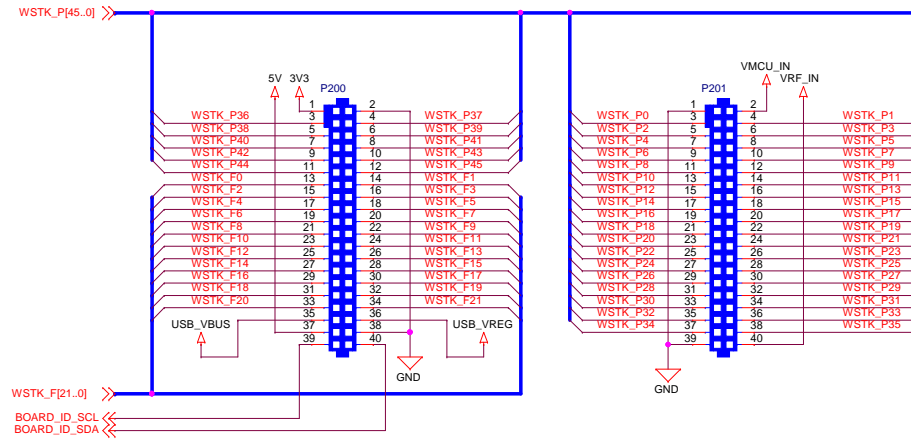 WSTK_P[45..0]
5V 3V3 P200
1 2
WSTK_P36 3 4 WSTK_P37
WSTK_P38 5 6 WSTK_P39
WSTK_P40 7 8 WSTK_P41
WSTK_P42 9 10 WSTK_P43
WSTK_P44 11 12 WSTK_P45
WSTK_F0 13 14 WSTK_F1
WSTK_F2 15 16 WSTK_F3
WSTK_F4 17 18 WSTK_F5
WSTK_F6 19 20 WSTK_F7
WSTK_F8 21 22 WSTK_F9
WSTK_F10 23 24 WSTK_F11
WSTK_F12 25 26 WSTK_F13
WSTK_F14 27 28 WSTK_F15
WSTK_F16 29 30 WSTK_F17
WSTK_F18 31 32 WSTK_F19
WSTK_F20 33 34 WSTK_F21
35 36
USB_VBUS 37 38 USB_VREG
39 40
GND
WSTK_F[21..0]
BOARD_ID_SCL
BOARD_ID_SDA
VMCU_IN
VRF_IN
P201
1 2
WSTK_P0 3 4 WSTK_P1
WSTK_P2 5 6 WSTK_P3
WSTK_P4 7 8 WSTK_P5
WSTK_P6 9 10 WSTK_P7
WSTK_P8 11 12 WSTK_P9
WSTK_P10 13 14 WSTK_P11
WSTK_P12 15 16 WSTK_P13
WSTK_P14 17 18 WSTK_P15
WSTK_P16 19 20 WSTK_P17
WSTK_P18 21 22 WSTK_P19
WSTK_P20 23 24 WSTK_P21
WSTK_P22 25 26 WSTK_P23
WSTK_P24 27 28 WSTK_P25
WSTK_P26 29 30 WSTK_P27
WSTK_P28 31 32 WSTK_P29
WSTK_P30 33 34 WSTK_P31
WSTK_P32 35 36 WSTK_P33
WSTK_P34 37 38 WSTK_P35
39 40
GND